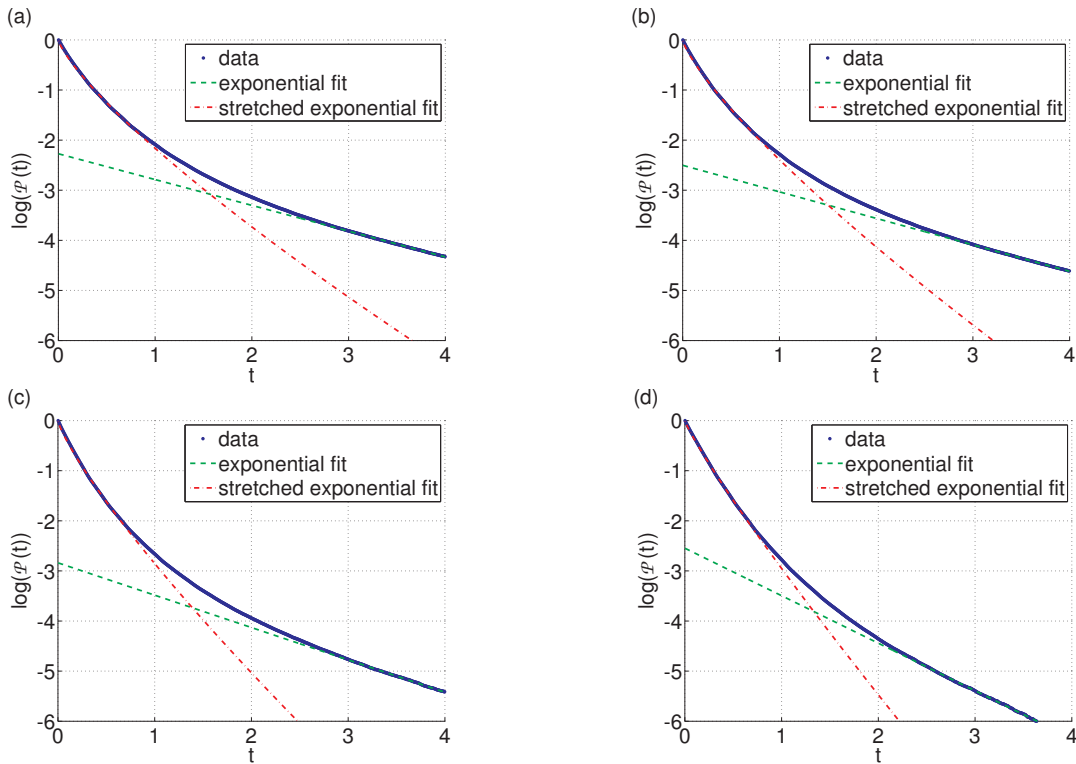 (a)
0
-1
-2
-3
-4
-5
-6
log(𝒫(t))
data
exponential fit
stretched exponential fit
0 1 2 3 4
t
(b)
0
-1
-2
-3
-4
-5
-6
log(𝒫(t))
data
exponential fit
stretched exponential fit
0 1 2 3 4
t
(c)
0
-1
-2
-3
-4
-5
-6
log(𝒫(t))
data
exponential fit
stretched exponential fit
0 1 2 3 4
t
(d)
0
-1
-2
-3
-4
-5
-6
log(𝒫(t))
data
exponential fit
stretched exponential fit
0 1 2 3 4
t